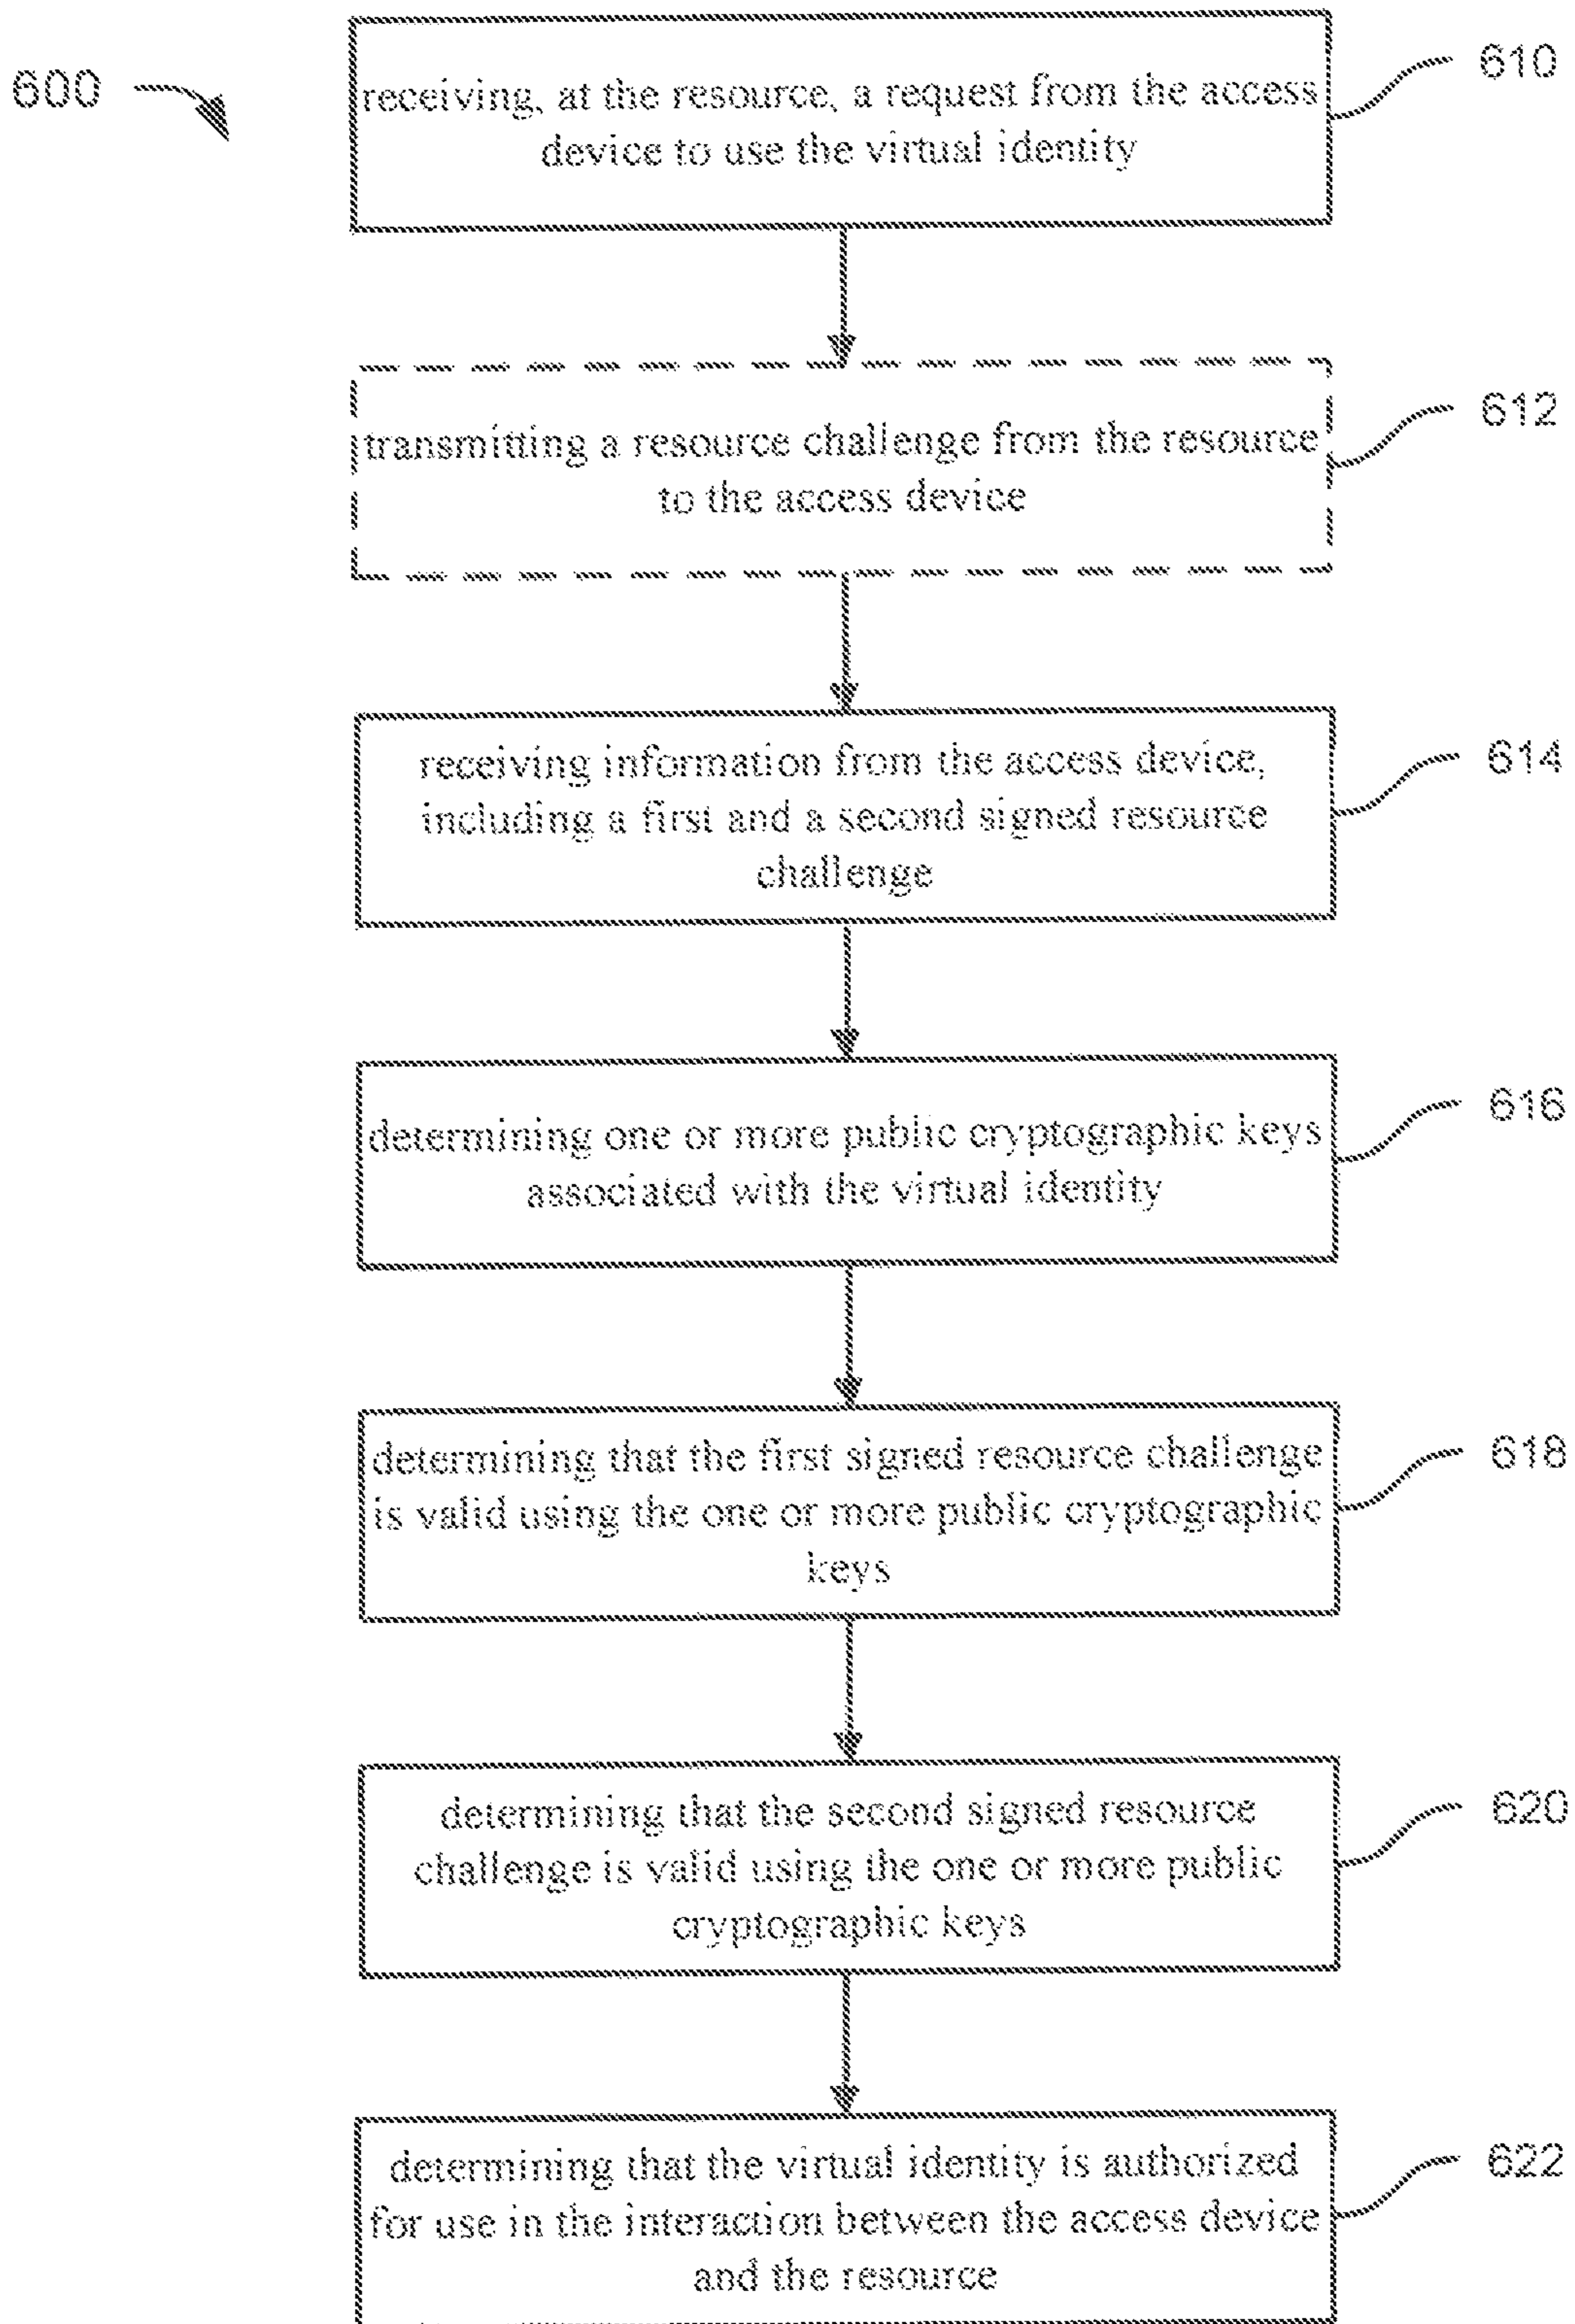 600
receiving, at the resource, a request from the access
device to use the virtual identity
610
transmitting a resource challenge from the resource
to the access device
612
receiving information from the access device,
including a first and a second signed resource
challenge
614
determining one or more public cryptographic keys
associated with the virtual identity
616
determining that the first signed resource challenge
is valid using the one or more public cryptographic
keys
618
determining that the second signed resource
challenge is valid using the one or more public
cryptographic keys
620
determining that the virtual identity is authorized
for use in the interaction between the access device
and the resource
622